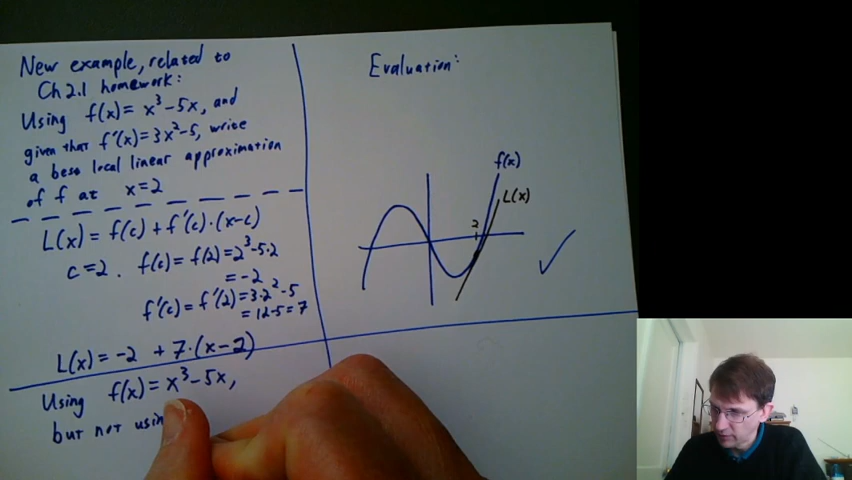 New example, related to
Ch 2.1 homework:
Using f(x) = x³-5x, and
given that f'(x) = 3x²-5, write
a best local linear approximation
of f at x=2
L(x) = f(c) + f'(c)·(x-c)
c=2. f(c) = f(2) = 2³-5·2
= -2
f'(c) = f'(2) = 3·2²-5
= 12-5 = 7
L(x) = -2 + 7·(x-2)
Using f(x) = x³-5x,
but not usin
Evaluation:
f(x)
L(x)
2